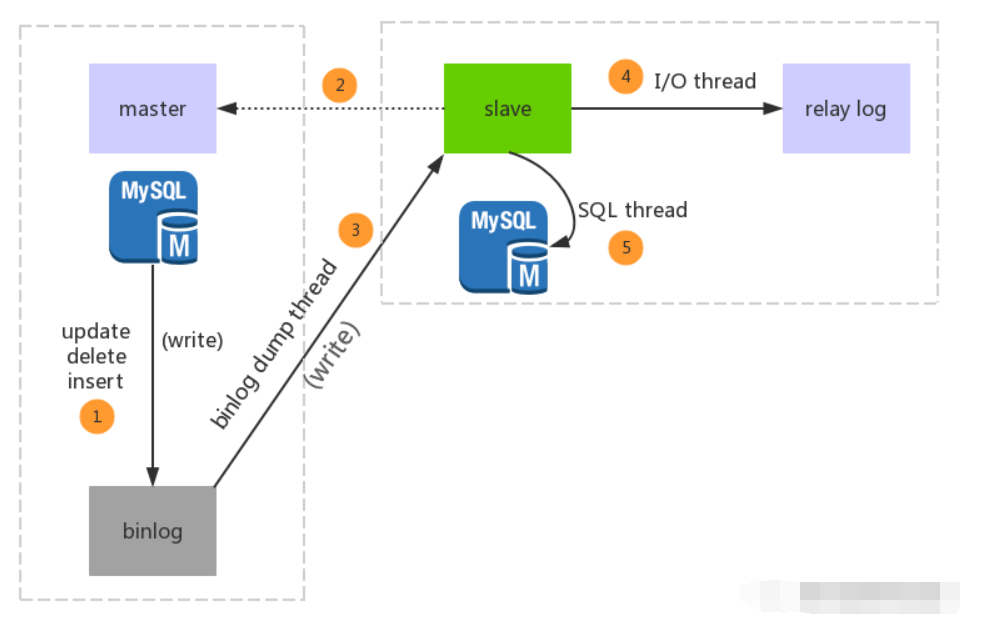 master
2
slave
4
I/O thread
relay log
MySQL
M
3
SQL thread
5
MySQL
M
binlog dump thread
(write)
update
delete
insert
(write)
1
binlog